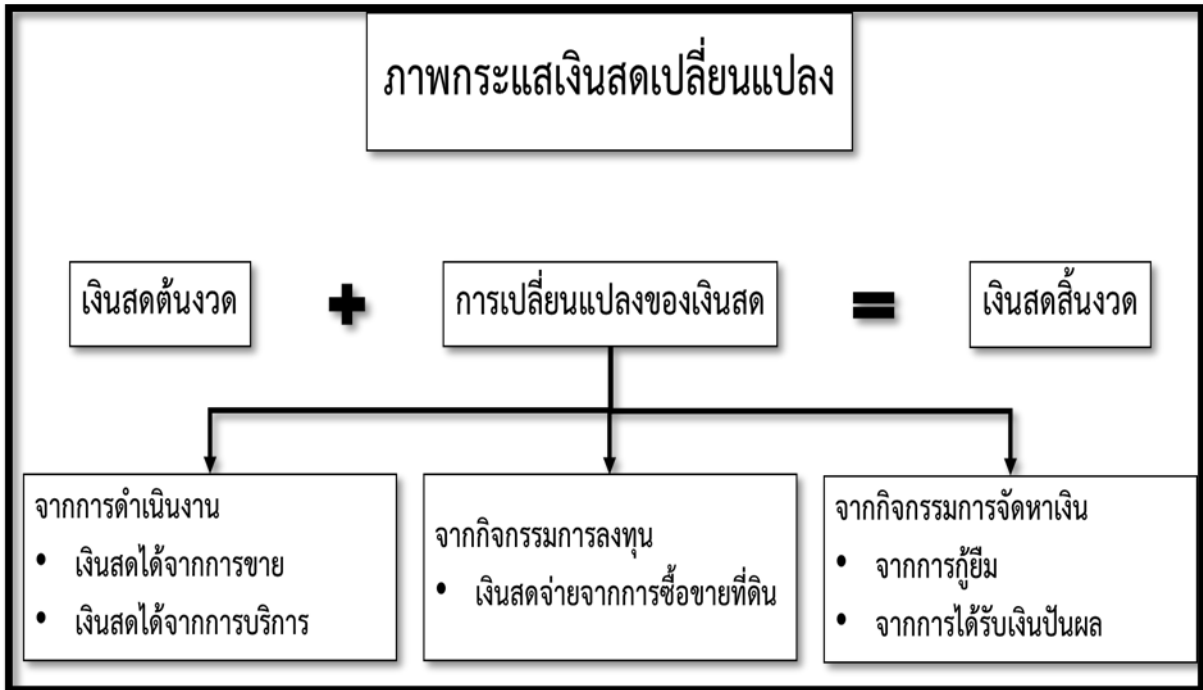 ภาพกระแสเงินสดเปลี่ยนแปลง
เงินสดต้นงวด + การเปลี่ยนแปลงของเงินสด = เงินสดสิ้นงวด
จากการดำเนินงาน
• เงินสดได้จากการขาย
• เงินสดได้จากการบริการ
จากกิจกรรมการลงทุน
• เงินสดจ่ายจากการซื้อขายที่ดิน
จากกิจกรรมการจัดหาเงิน
• จากการกู้ยืม
• จากการได้รับเงินปันผล